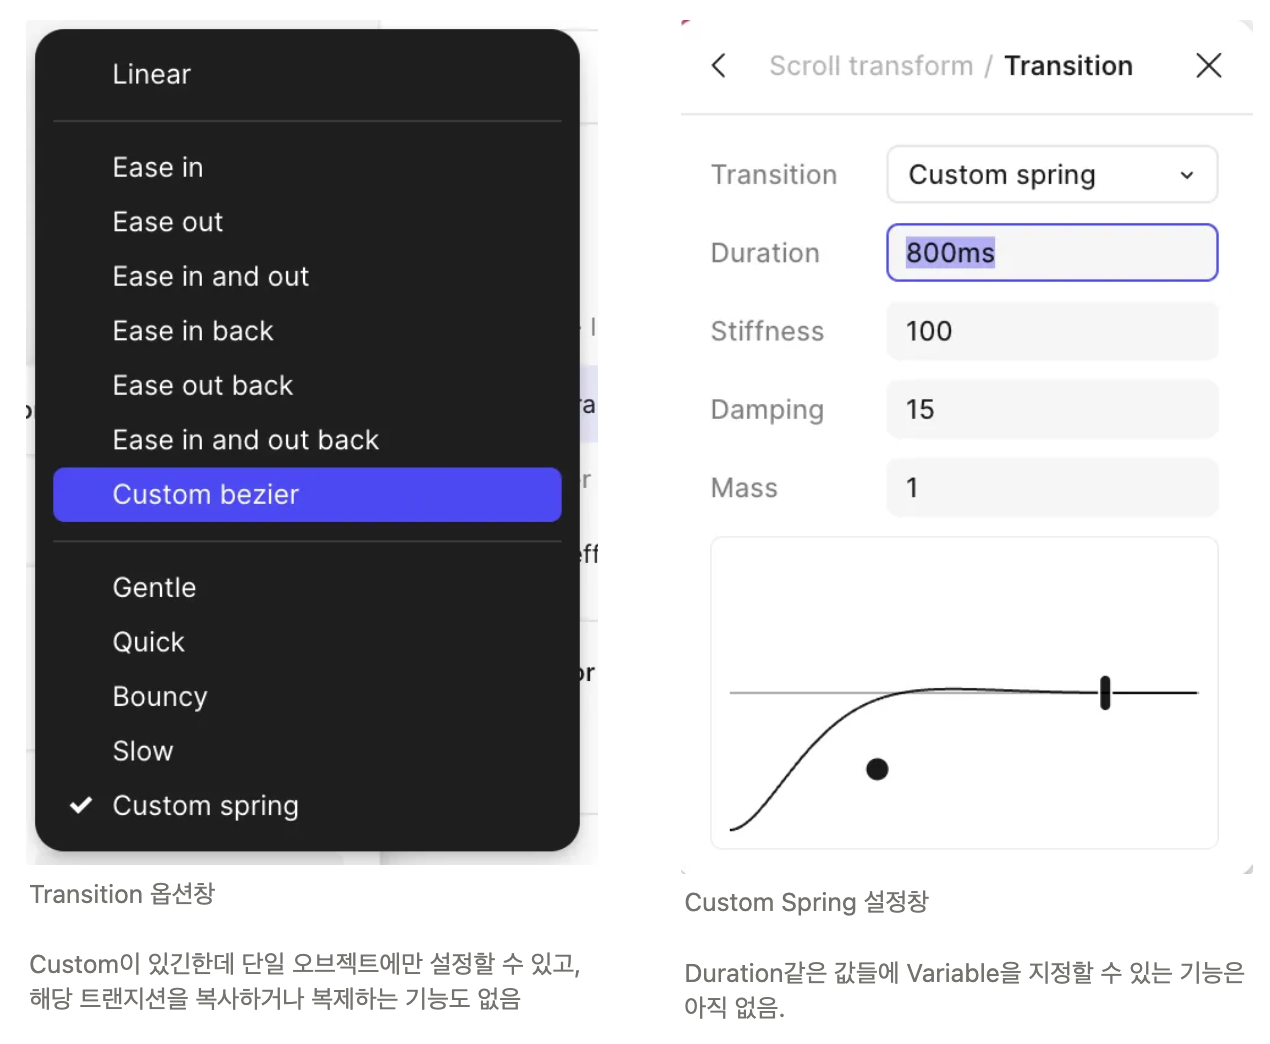 Linear
Ease in
Ease out
Ease in and out
Ease in back
Ease out back
Ease in and out back
Custom bezier
Gentle
Quick
Bouncy
Slow
Custom spring
Transition 옵션창
Custom이 있긴한데 단일 오브젝트에만 설정할 수 있고,
해당 트랜지션을 복사하거나 복제하는 기능도 없음
Scroll transform / Transition
Transition Custom spring
Duration 800ms
Stiffness 100
Damping 15
Mass 1
Custom Spring 설정창
Duration같은 값들에 Variable을 지정할 수 있는 기능은
아직 없음.